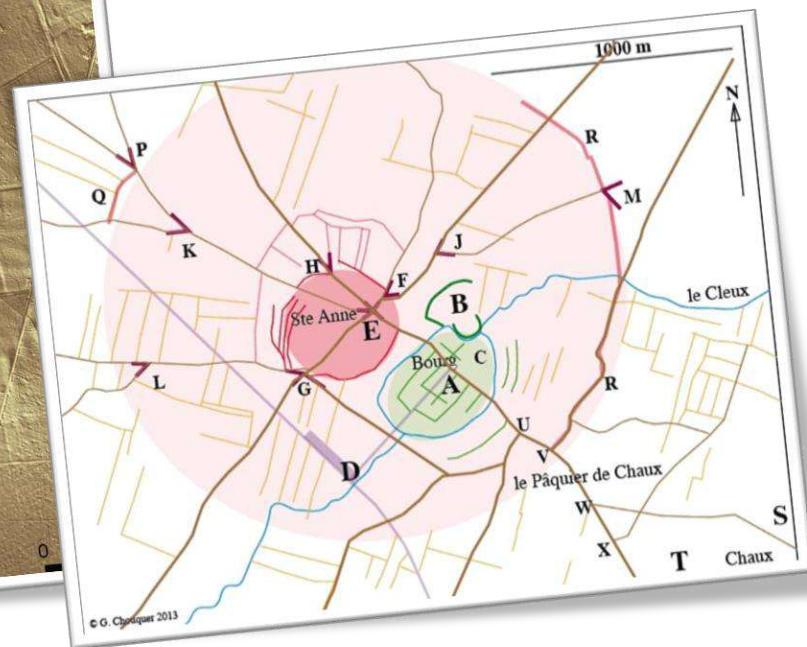 1000 m
N
P
R
Q
M
K
J
H
F
B
le Cleux
Ste Anne
E
Bourg
C
L
A
G
R
U
D
V
le Pâquier de Chaux
W
S
X
T
Chaux
0
© G. Chouquer 2013